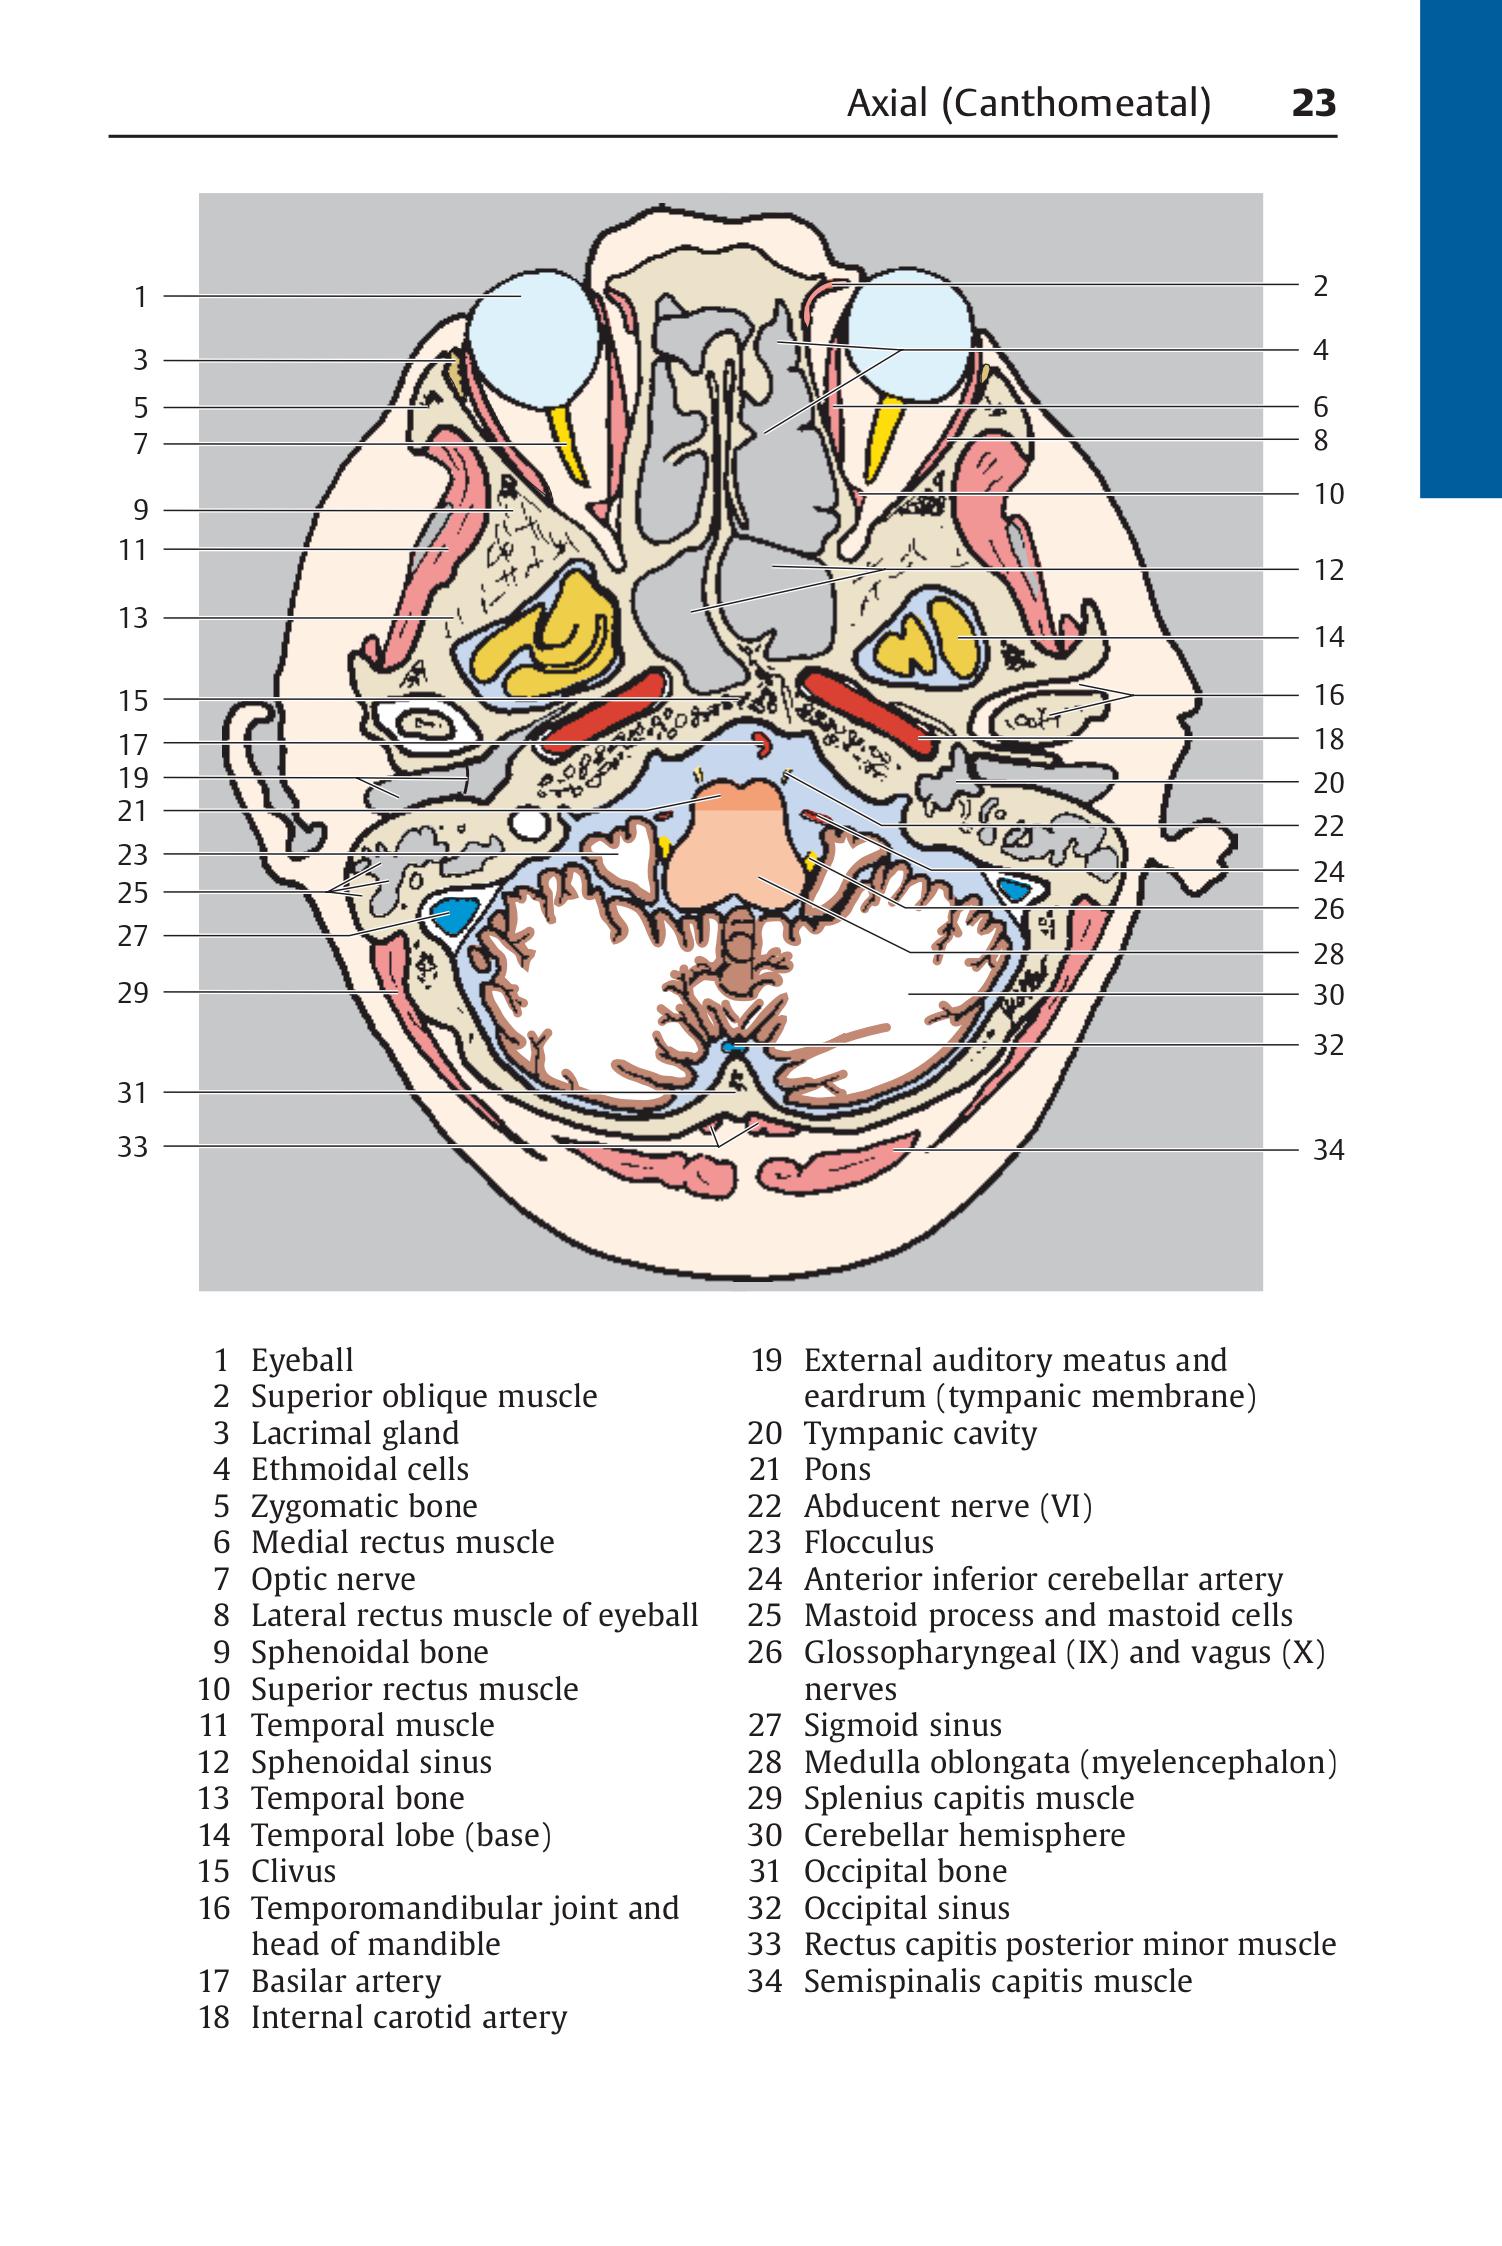 Axial (Canthomeatal) 23
1
2
3
4
5
6
7
8
9
10
11
12
13
14
15
16
17
18
19
20
21
22
23
24
25
26
27
28
29
30
31
32
33
34
1 Eyeball
2 Superior oblique muscle
3 Lacrimal gland
4 Ethmoidal cells
5 Zygomatic bone
6 Medial rectus muscle
7 Optic nerve
8 Lateral rectus muscle of eyeball
9 Sphenoidal bone
10 Superior rectus muscle
11 Temporal muscle
12 Sphenoidal sinus
13 Temporal bone
14 Temporal lobe (base)
15 Clivus
16 Temporomandibular joint and
head of mandible
17 Basilar artery
18 Internal carotid artery
19 External auditory meatus and
eardrum (tympanic membrane)
20 Tympanic cavity
21 Pons
22 Abducent nerve (VI)
23 Flocculus
24 Anterior inferior cerebellar artery
25 Mastoid process and mastoid cells
26 Glossopharyngeal (IX) and vagus (X)
nerves
27 Sigmoid sinus
28 Medulla oblongata (myelencephalon)
29 Splenius capitis muscle
30 Cerebellar hemisphere
31 Occipital bone
32 Occipital sinus
33 Rectus capitis posterior minor muscle
34 Semispinalis capitis muscle